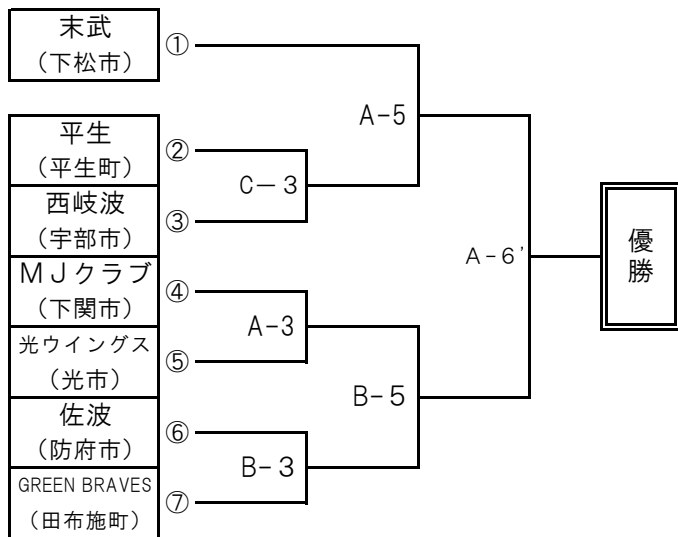 末武
（下松市）
①
A-5
平生
（平生町）
②
C－3
西岐波
（宇部市）
③
優勝
A-6'
ＭＪクラブ
（下関市）
④
A-3
光ウイングス
（光市）
⑤
B-5
佐波
（防府市）
⑥
B-3
GREEN BRAVES
（田布施町）
⑦